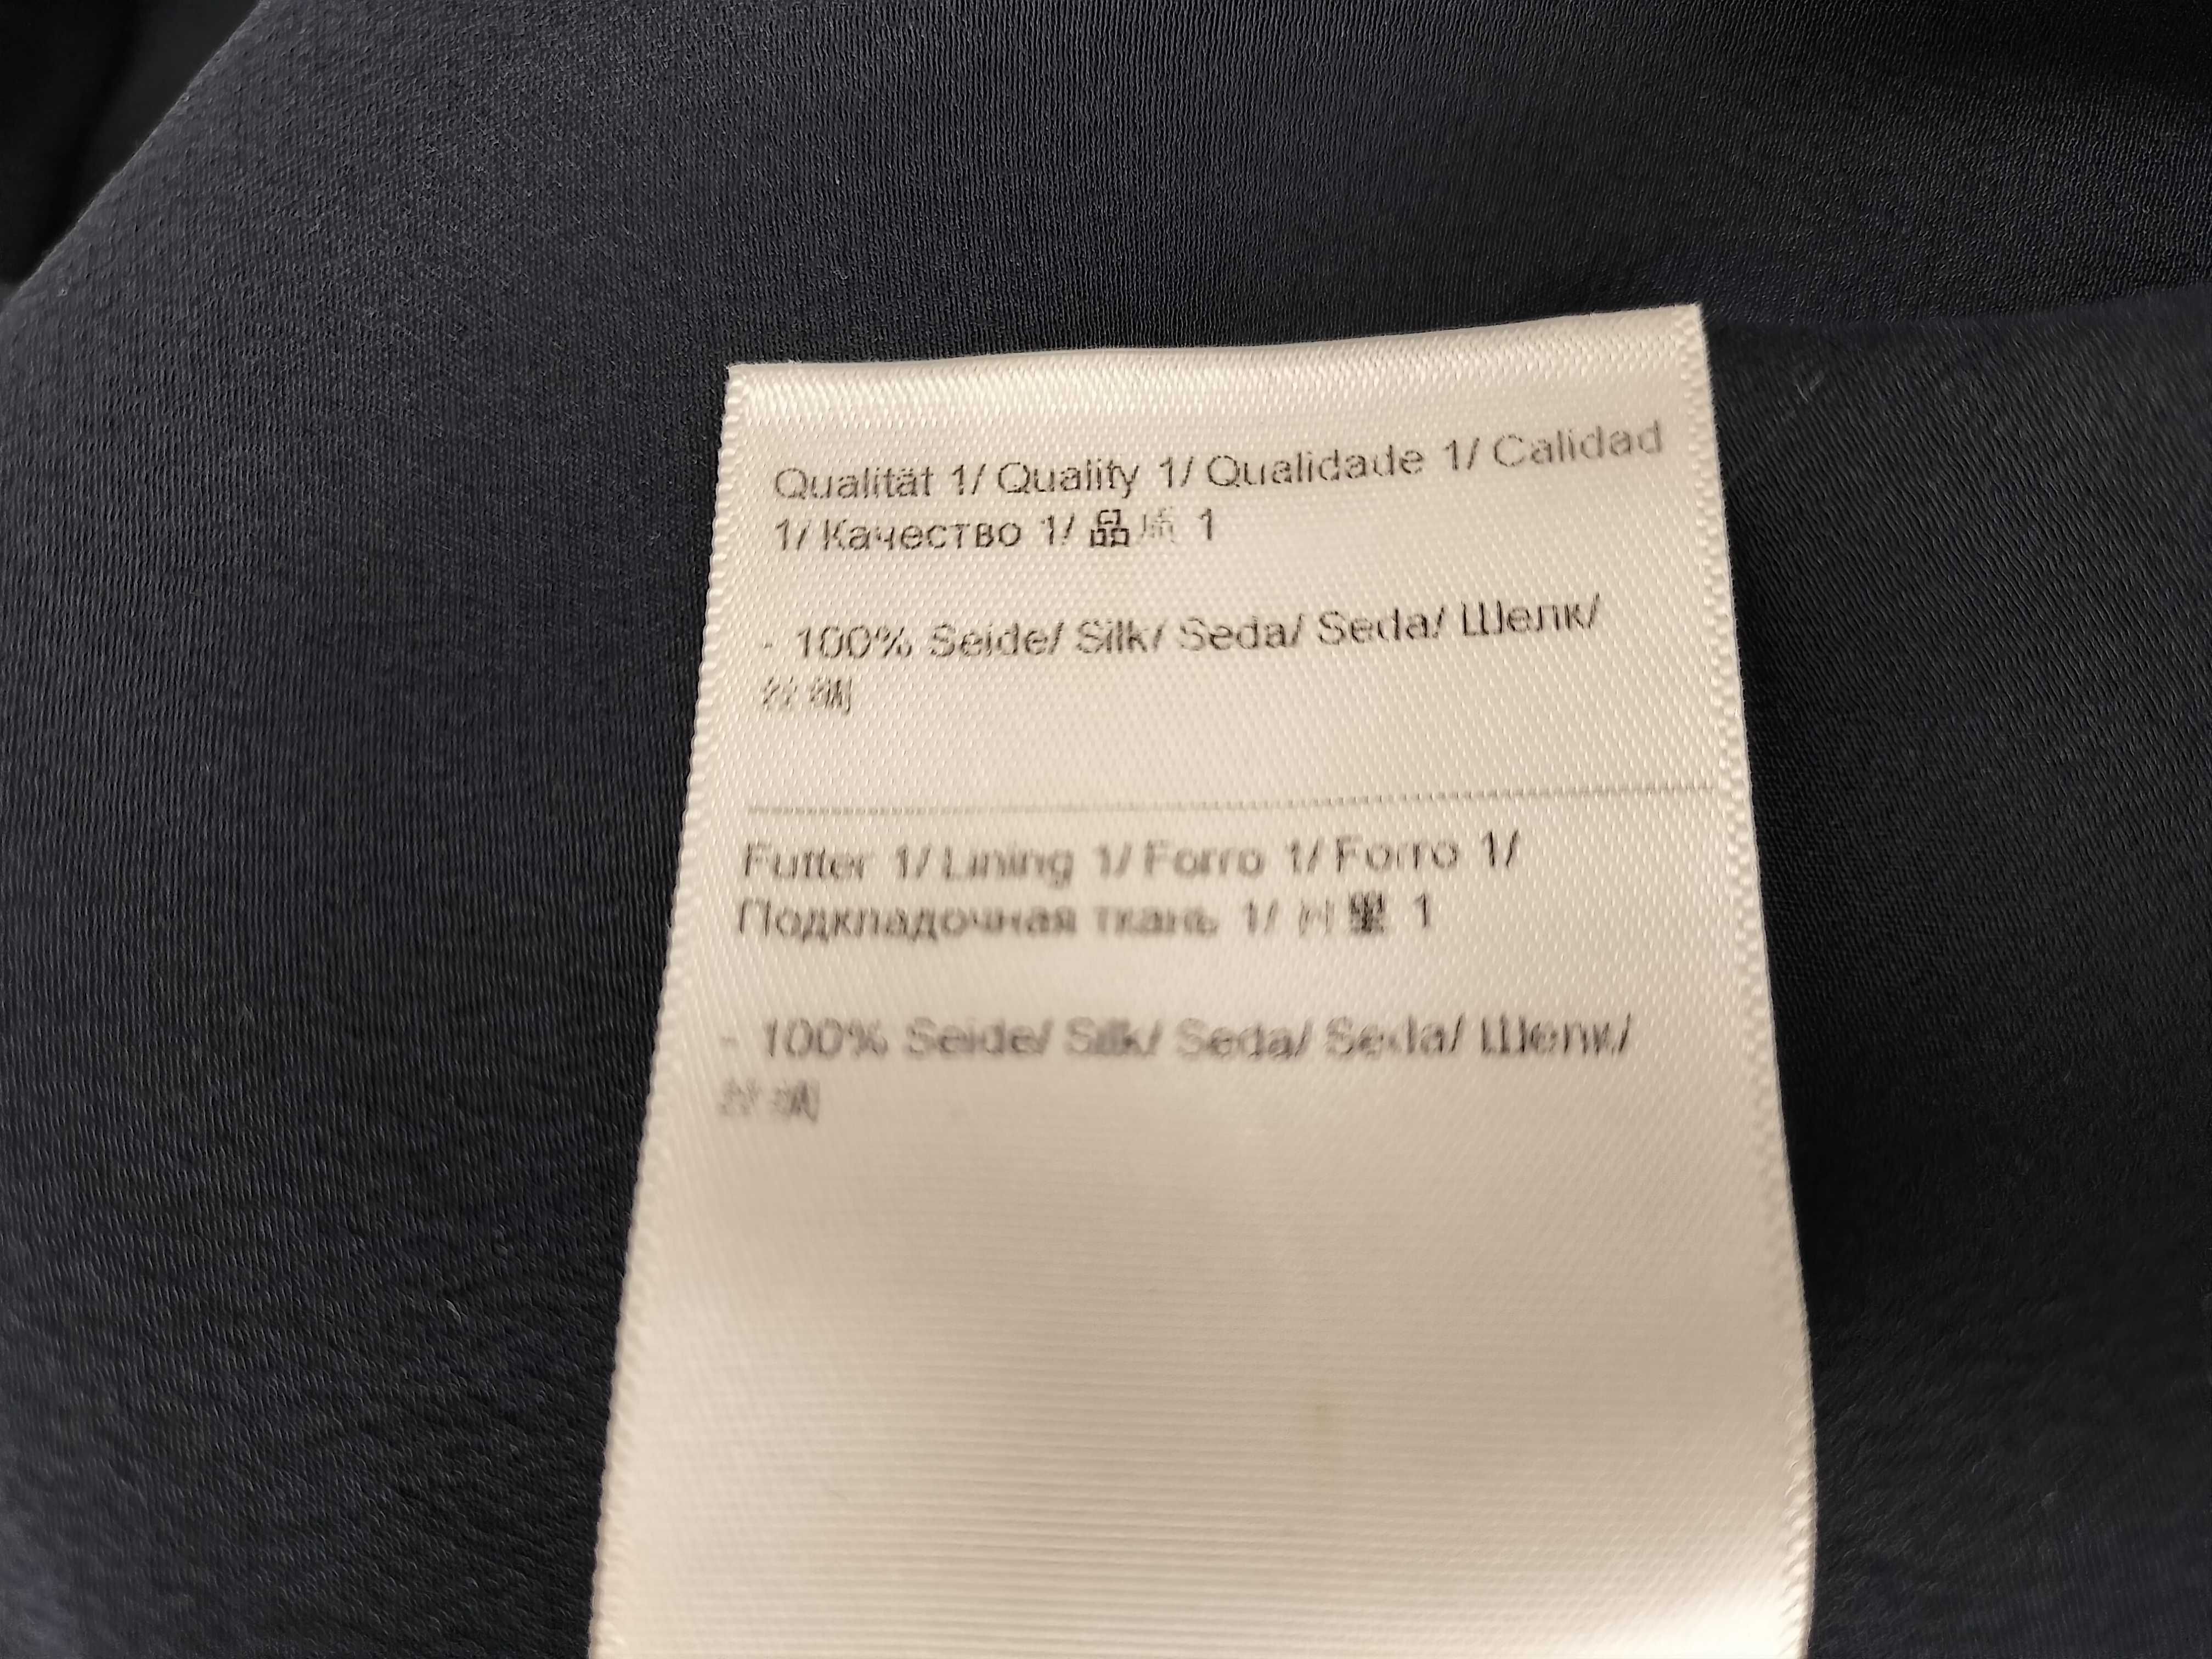 Qualität 1/ Quality 1/ Qualidade 1/ Calidad
1/ Качество 1/ 品质 1
- 100% Seide/ Silk/ Seda/ Seda/ Шелк/
丝绸
Futter 1/ Lining 1/ Forro 1/ Forro 1/
Подкладочная ткань 1/ 衬里 1
- 100% Seide/ Silk/ Seda/ Seda/ Шелк/
丝绸